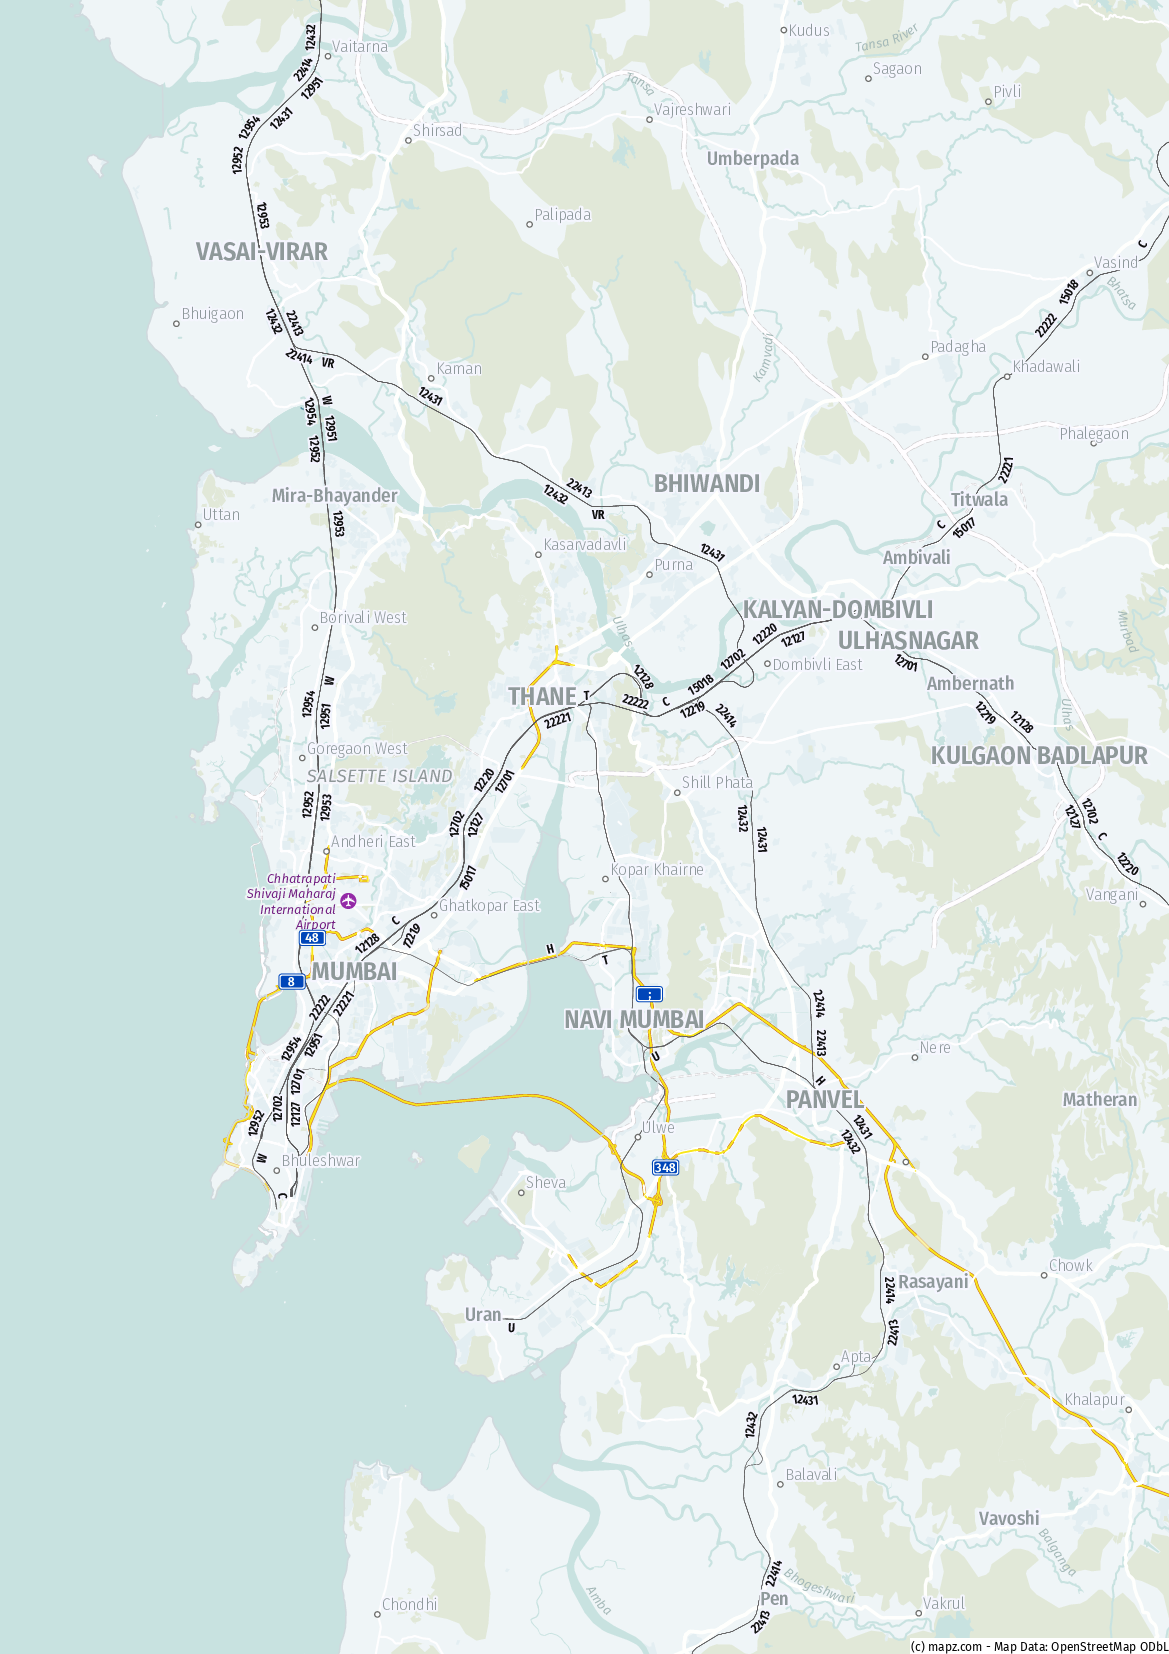 12432
Vaitarna
Kudus
Tansa River
Sagaon
22414
12951
Tansa
Pivli
Vajreshwari
12954
12431
Shirsad
12952
Umberpada
12953
Palipada
VASAI-VIRAR
C
Vasind
Bhatsa
15018
Bhuigaon
12432
22413
22222
Padagha
22414
VR
Kamvadi
Khadawali
Kaman
12431
W
12954
12951
Phalegaon
12952
22221
BHIWANDI
22413
12432
Mira-Bhayander
Titwala
Uttan
VR
12953
C
15017
Kasarvadavli
12431
Ambivali
Purna
KALYAN-DOMBIVLI
Borivali West
Ulhas
12220
12127
ULHASNAGAR
Murbad
12702
12701
Dombivli East
W
12128
15018
Ambernath
THANE
T
22222
C
12954
12951
22221
12219
22414
12219
12128
Ulhas
Goregaon West
KULGAON BADLAPUR
SALSETTE ISLAND
12220
12701
Shill Phata
12952
12953
12702
12127
12432
12431
12127
12702
C
Andheri East
12220
Chhatrapati
Shivaji Maharaj
International
Airport
15017
Kopar Khairne
Vangani
Ghatkopar East
C
48
12128
12219
H
T
MUMBAI
8
;
22222
22221
22414
NAVI MUMBAI
12954
12951
22413
U
Nere
12701
H
12702
12127
PANVEL
Matheran
12952
12431
12432
Ulwe
W
Bhuleshwar
348
Sheva
C
Chowk
Rasayani
22414
Uran
U
22413
Apta
12431
Khalapur
12432
Balavali
Vavoshi
Balganga
22414
Bhogeshwari
Amba
Pen
Chondhi
Vakrul
22413
(c) mapz.com - Map Data: OpenStreetMap ODbL